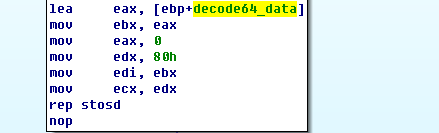 lea     eax, [ebp+decode64_data]
mov     ebx, eax
mov     eax, 0
mov     edx, 80h
mov     edi, ebx
mov     ecx, edx
rep stosd
nop